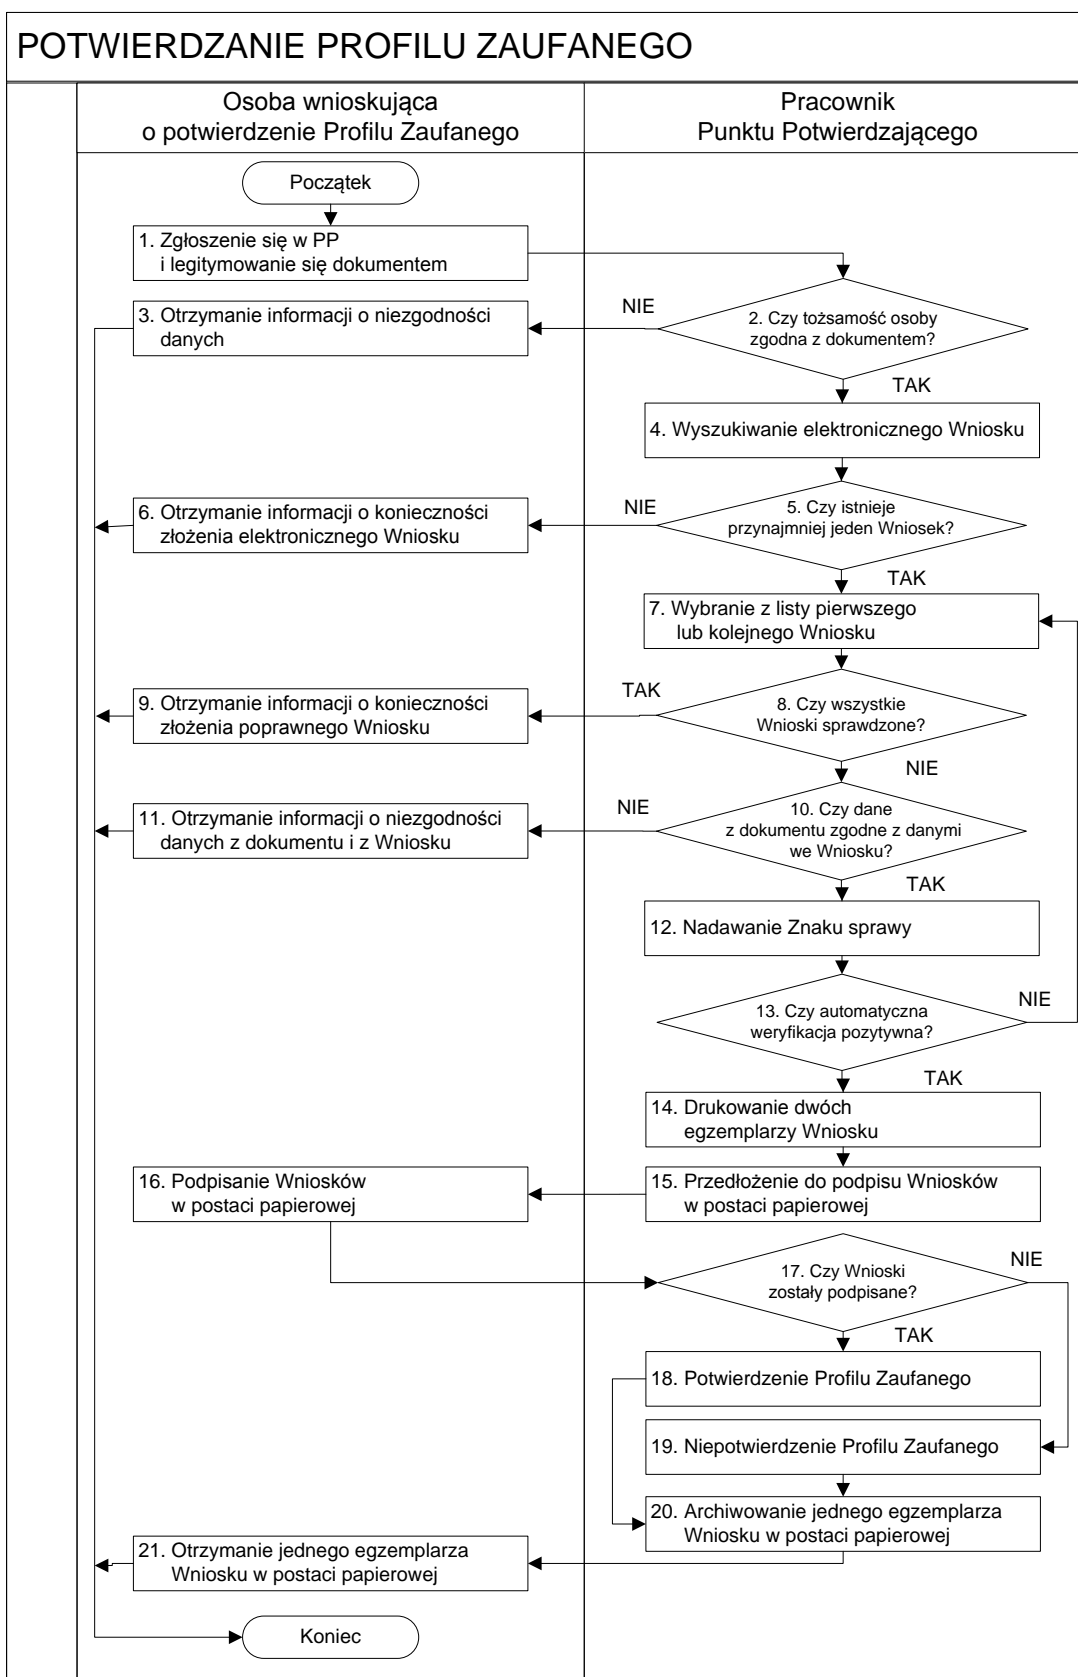 POTWIERDZANIE PROFILU ZAUFANEGO
Osoba wnioskująca
o potwierdzenie Profilu Zaufanego
Pracownik
Punktu Potwierdzającego
Początek
1. Zgłoszenie się w PP
i legitymowanie się dokumentem
2. Czy tożsamość osoby
zgodna z dokumentem?
NIE
3. Otrzymanie informacji o niezgodności
danych
TAK
4. Wyszukiwanie elektronicznego Wniosku
5. Czy istnieje
przynajmniej jeden Wniosek?
NIE
6. Otrzymanie informacji o konieczności
złożenia elektronicznego Wniosku
TAK
7. Wybranie z listy pierwszego
lub kolejnego Wniosku
8. Czy wszystkie
Wnioski sprawdzone?
TAK
9. Otrzymanie informacji o konieczności
złożenia poprawnego Wniosku
NIE
10. Czy dane
z dokumentu zgodne z danymi
we Wniosku?
NIE
11. Otrzymanie informacji o niezgodności
danych z dokumentu i z Wniosku
TAK
12. Nadawanie Znaku sprawy
13. Czy automatyczna
weryfikacja pozytywna?
NIE
TAK
14. Drukowanie dwóch
egzemplarzy Wniosku
15. Przedłożenie do podpisu Wniosków
w postaci papierowej
16. Podpisanie Wniosków
w postaci papierowej
17. Czy Wnioski
zostały podpisane?
NIE
TAK
18. Potwierdzenie Profilu Zaufanego
19. Niepotwierdzenie Profilu Zaufanego
20. Archiwowanie jednego egzemplarza
Wniosku w postaci papierowej
21. Otrzymanie jednego egzemplarza
Wniosku w postaci papierowej
Koniec